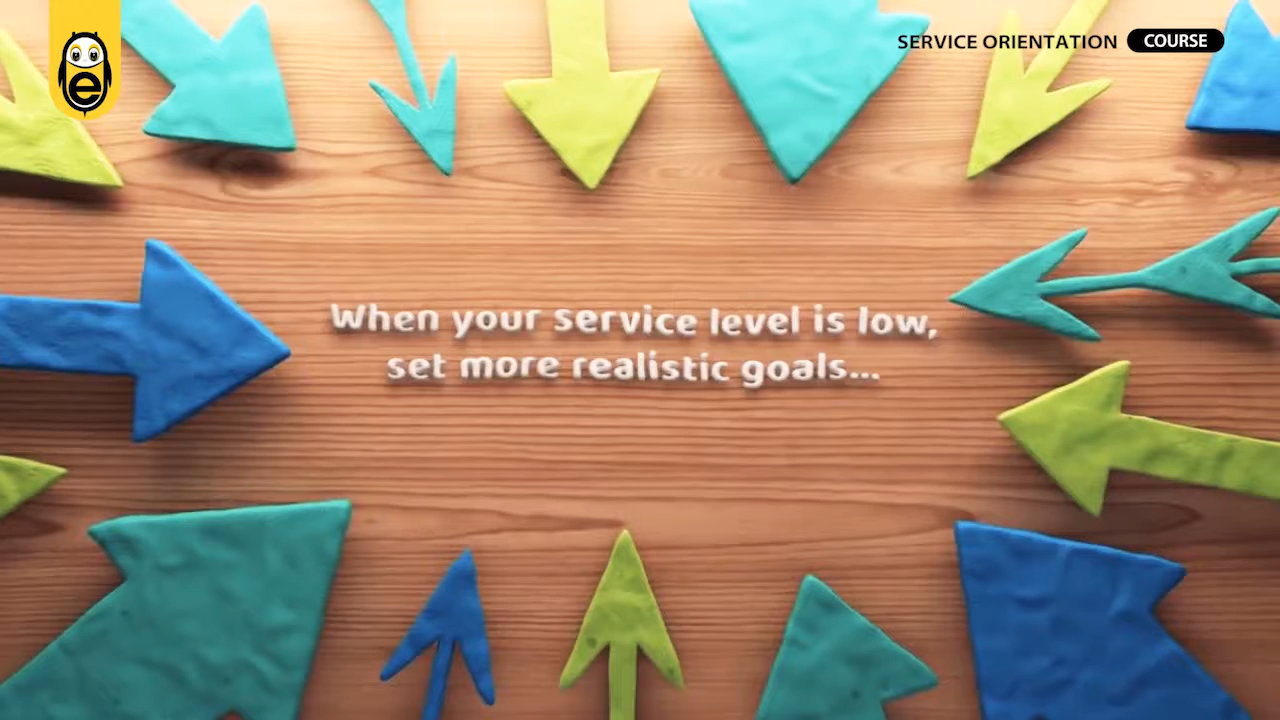 SERVICE ORIENTATION COURSE
e
When your service level is low,
set more realistic goals...